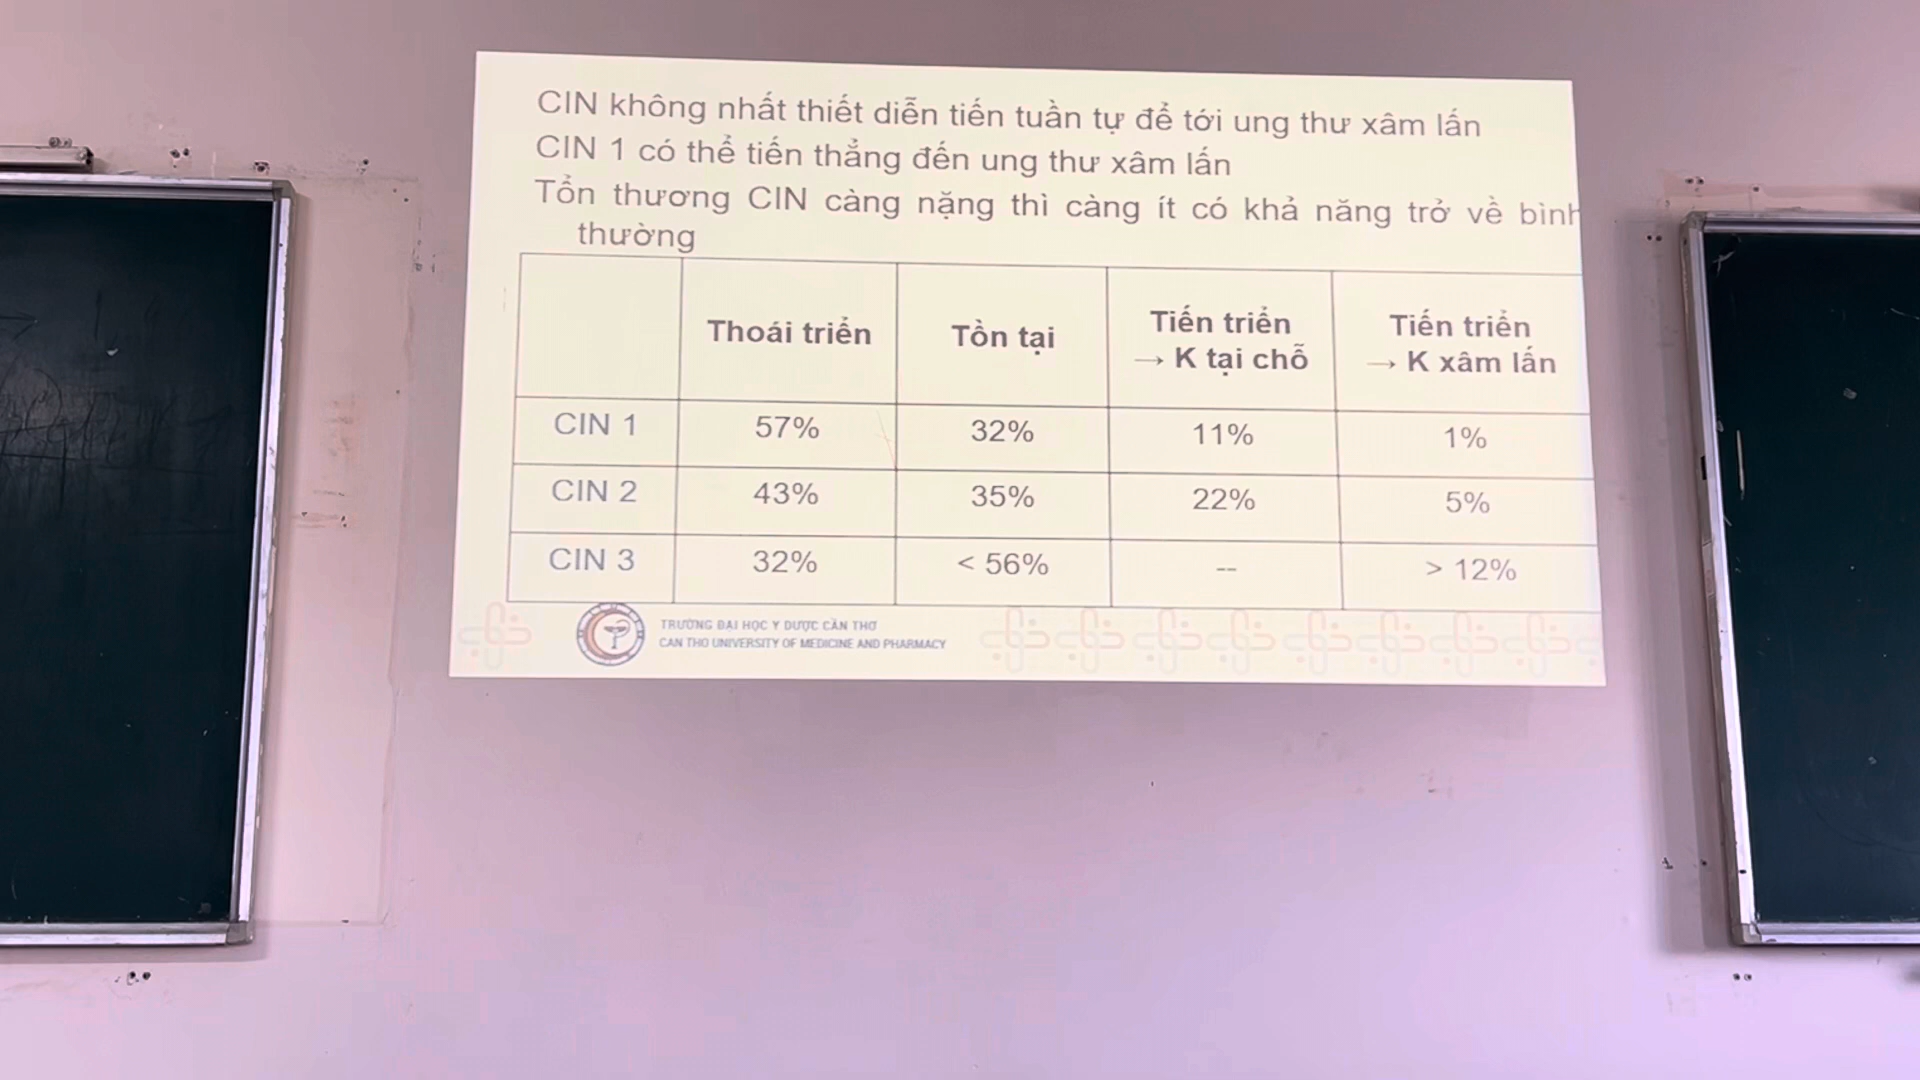 CIN không nhất thiết diễn tiến tuần tự để tới ung thư xâm lấn
CIN 1 có thể tiến thẳng đến ung thư xâm lấn
Tổn thương CIN càng nặng thì càng ít có khả năng trở về bình
thường
Thoái triển Tồn tại Tiến triển → K tại chỗ Tiến triển → K xâm lấn
CIN 1 57% 32% 11% 1%
CIN 2 43% 35% 22% 5%
CIN 3 32% < 56% -- > 12%
TRƯỜNG ĐẠI HỌC Y DƯỢC CẦN THƠ
CAN THO UNIVERSITY OF MEDICINE AND PHARMACY